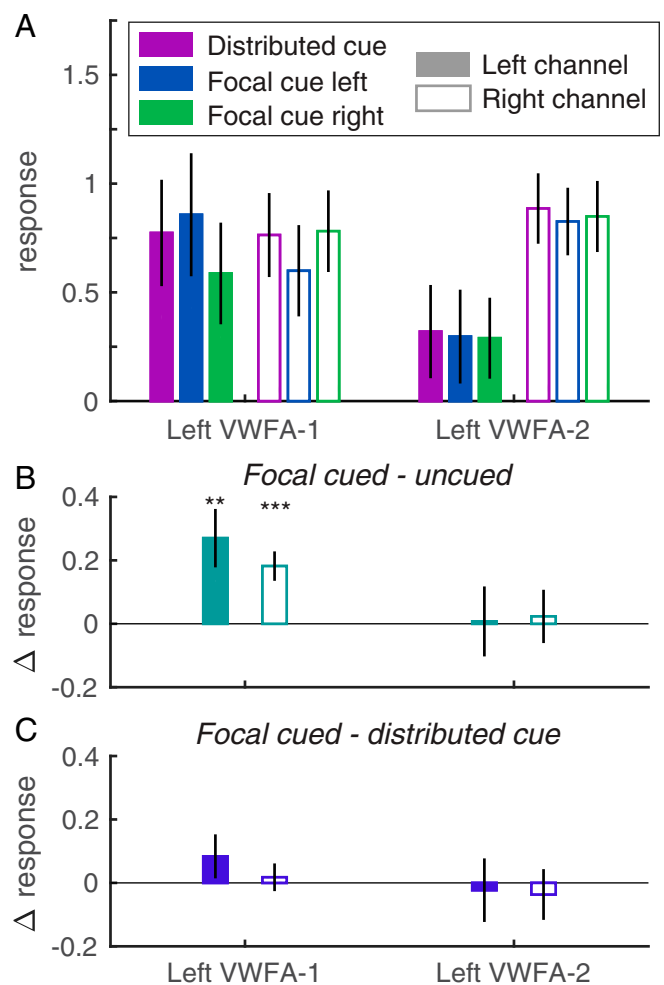 A
Distributed cue
Focal cue left
Focal cue right
Left channel
Right channel
1.5
1
0.5
0
response
Left VWFA-1
Left VWFA-2
B
Focal cued - uncued
0.4
0.2
0
-0.2
Δ response
**
***
C
Focal cued - distributed cue
0.4
0.2
0
-0.2
Δ response
Left VWFA-1
Left VWFA-2